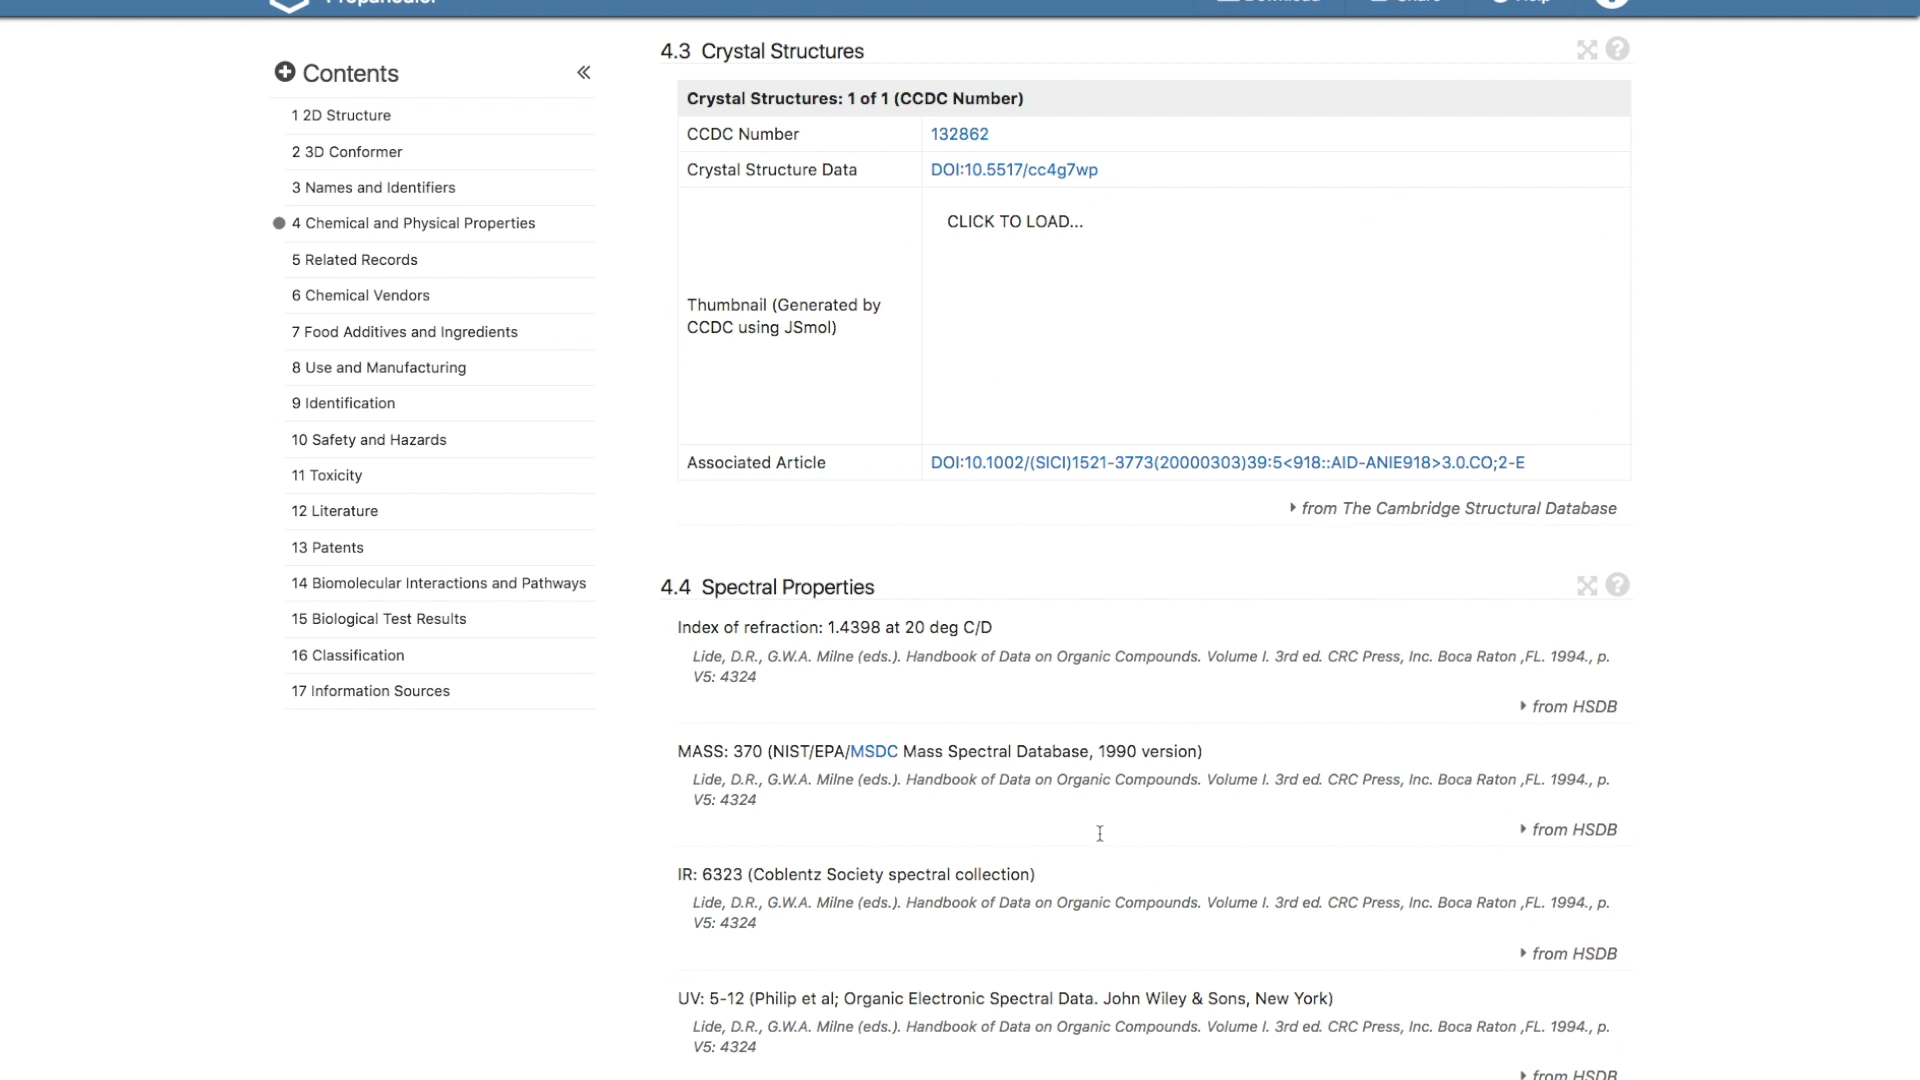 Contents
1 2D Structure
2 3D Conformer
3 Names and Identifiers
4 Chemical and Physical Properties
5 Related Records
6 Chemical Vendors
7 Food Additives and Ingredients
8 Use and Manufacturing
9 Identification
10 Safety and Hazards
11 Toxicity
12 Literature
13 Patents
14 Biomolecular Interactions and Pathways
15 Biological Test Results
16 Classification
17 Information Sources
4.3 Crystal Structures
Crystal Structures: 1 of 1 (CCDC Number)
CCDC Number 132862
Crystal Structure Data DOI:10.5517/cc4g7wp
CLICK TO LOAD...
Thumbnail (Generated by
CCDC using JSmol)
Associated Article DOI:10.1002/(SICI)1521-3773(20000303)39:5<918::AID-ANIE918>3.0.CO;2-E
from The Cambridge Structural Database
4.4 Spectral Properties
Index of refraction: 1.4398 at 20 deg C/D
Lide, D.R., G.W.A. Milne (eds.). Handbook of Data on Organic Compounds. Volume I. 3rd ed. CRC Press, Inc. Boca Raton ,FL. 1994., p.
V5: 4324
from HSDB
MASS: 370 (NIST/EPA/MSDC Mass Spectral Database, 1990 version)
Lide, D.R., G.W.A. Milne (eds.). Handbook of Data on Organic Compounds. Volume I. 3rd ed. CRC Press, Inc. Boca Raton ,FL. 1994., p.
V5: 4324
from HSDB
IR: 6323 (Coblentz Society spectral collection)
Lide, D.R., G.W.A. Milne (eds.). Handbook of Data on Organic Compounds. Volume I. 3rd ed. CRC Press, Inc. Boca Raton ,FL. 1994., p.
V5: 4324
from HSDB
UV: 5-12 (Philip et al; Organic Electronic Spectral Data. John Wiley & Sons, New York)
Lide, D.R., G.W.A. Milne (eds.). Handbook of Data on Organic Compounds. Volume I. 3rd ed. CRC Press, Inc. Boca Raton ,FL. 1994., p.
V5: 4324
from HSDB